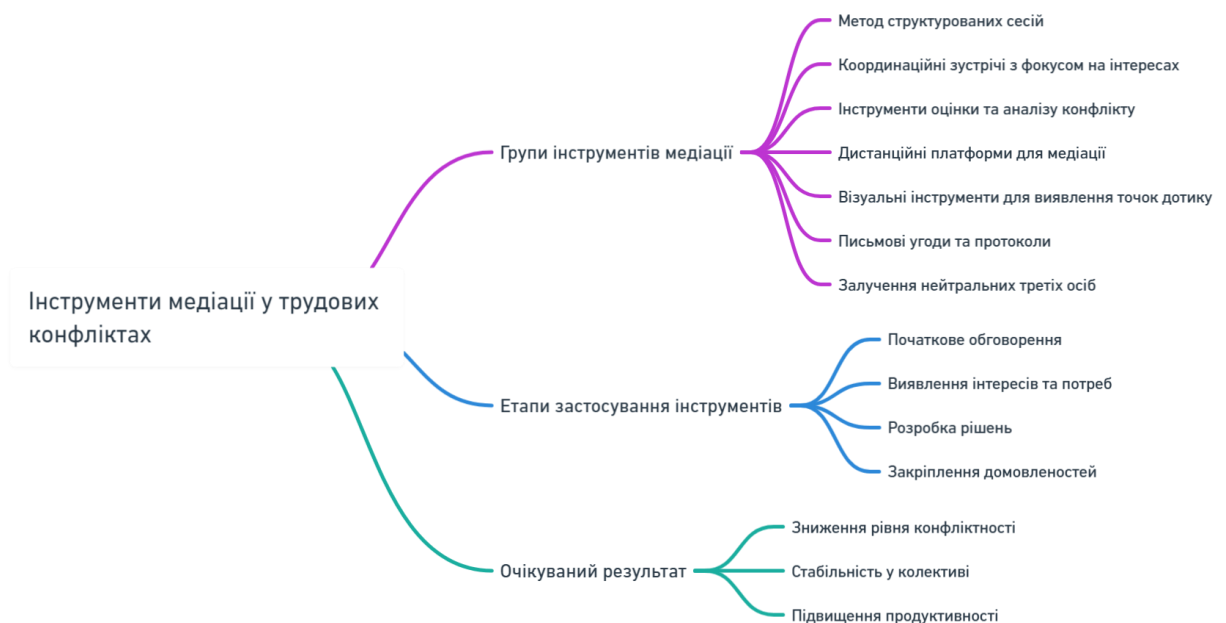 Інструменти медіації у трудових
конфліктах
Групи інструментів медіації
Метод структурованих сесій
Координаційні зустрічі з фокусом на інтересах
Інструменти оцінки та аналізу конфлікту
Дистанційні платформи для медіації
Візуальні інструменти для виявлення точок дотику
Письмові угоди та протоколи
Залучення нейтральних третіх осіб
Етапи застосування інструментів
Початкове обговорення
Виявлення інтересів та потреб
Розробка рішень
Закріплення домовленостей
Очікуваний результат
Зниження рівня конфліктності
Стабільність у колективі
Підвищення продуктивності